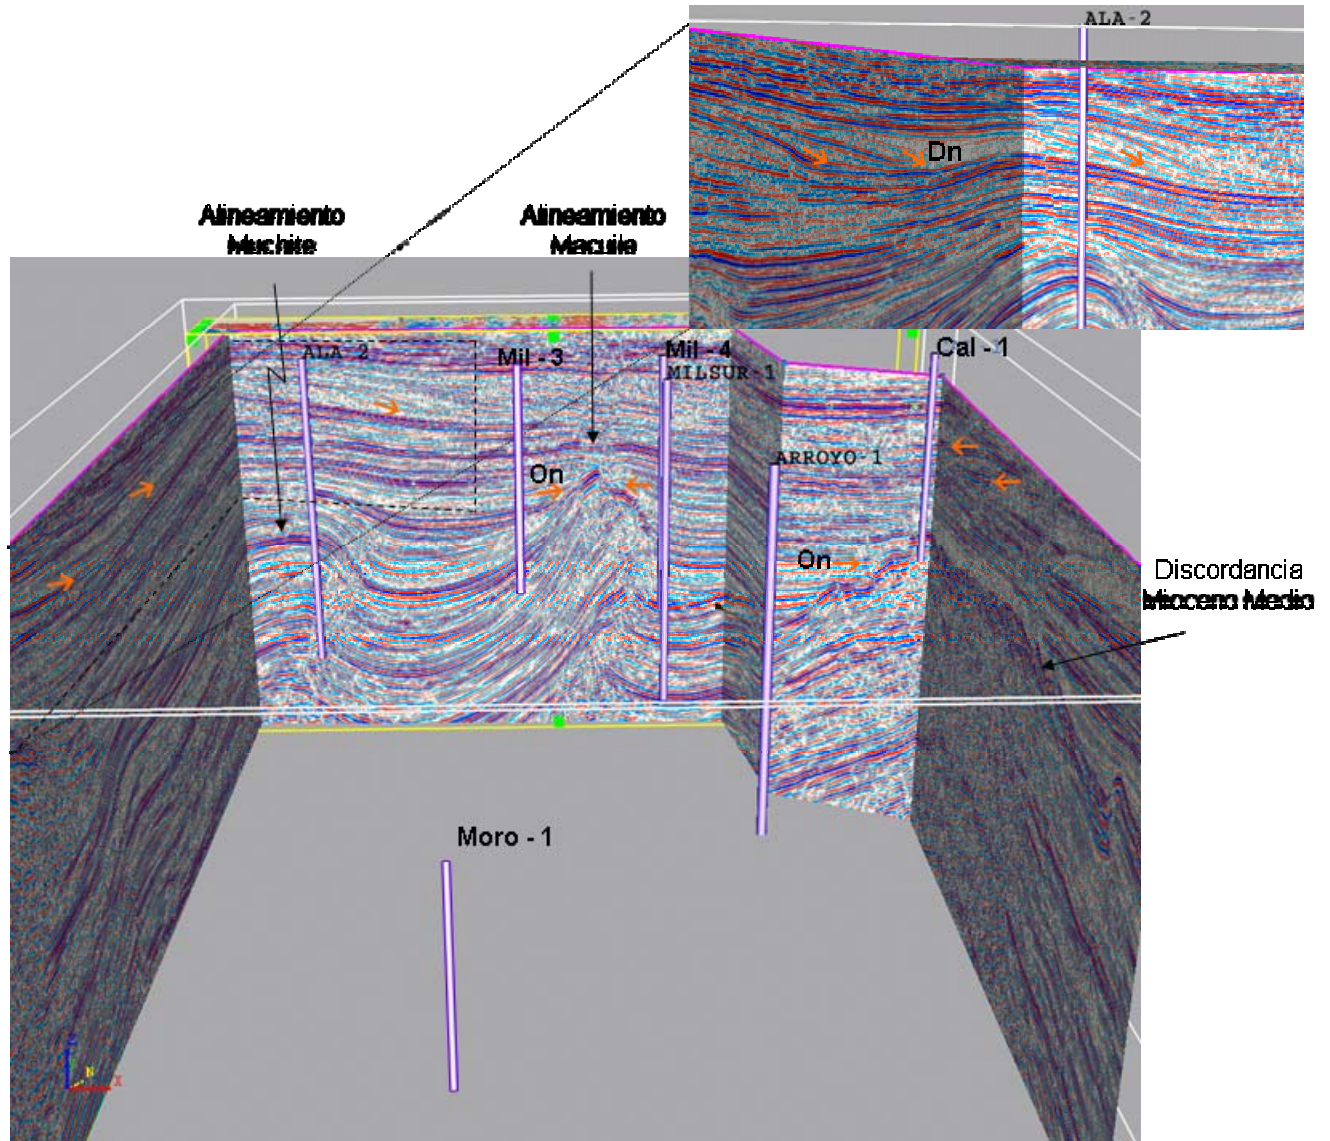 ALA-2
Dn
Alineamiento
Muchite
Alineamiento
Macuile
ALA-2
Mil - 3
Mil - 4
MILSUR-1
Cal - 1
ARROYO-1
On
On
Discordancia
Mioceno Medio
Moro - 1
Z
N
X